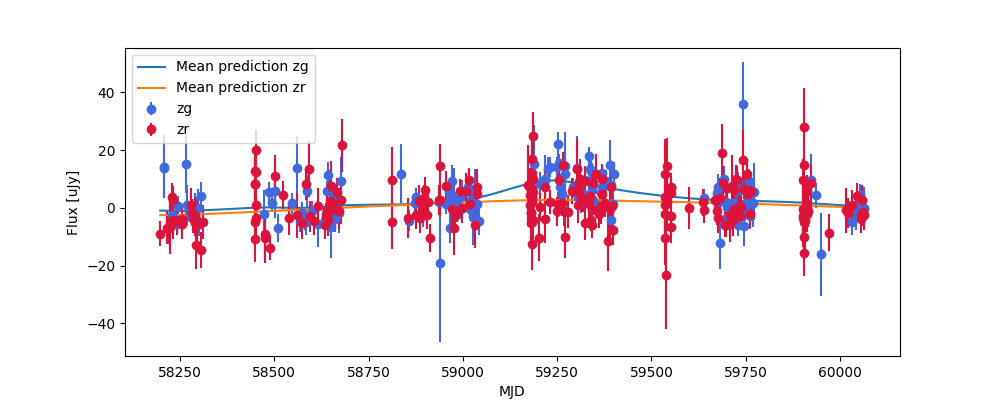 Mean prediction zg
Mean prediction zr
zg
zr
Flux [uJy]
40
20
0
−20
−40
58250
58500
58750
59000
59250
59500
59750
60000
MJD